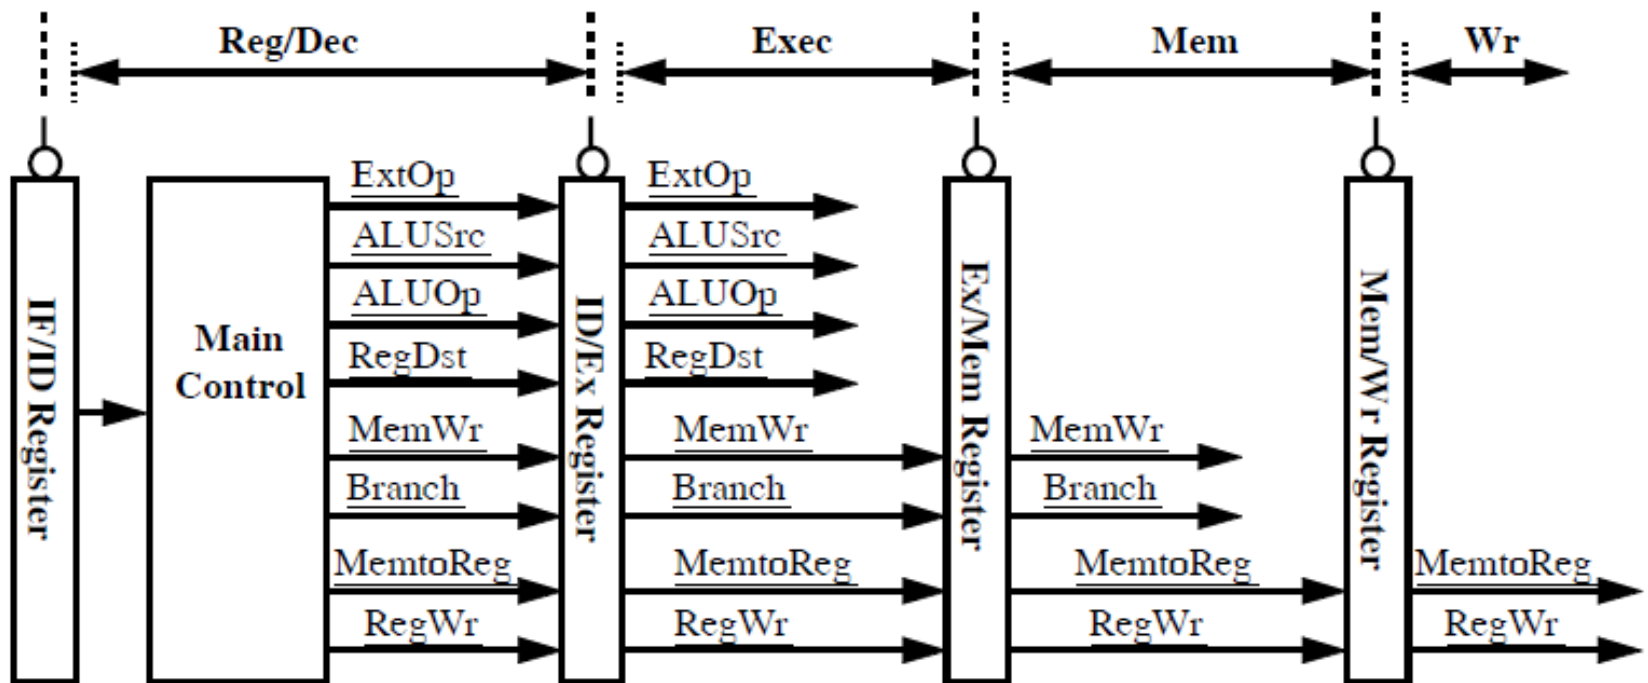 Reg/Dec
Exec
Mem
Wr
ExtOp
ALUSrc
ALUOp
RegDst
MemWr
Branch
MemtoReg
RegWr
ExtOp
ALUSrc
ALUOp
RegDst
MemWr
Branch
MemtoReg
RegWr
MemWr
Branch
MemtoReg
RegWr
MemtoReg
RegWr
IF/ID Register
Main
Control
ID/Ex Register
Ex/Mem Register
Mem/Wr Register